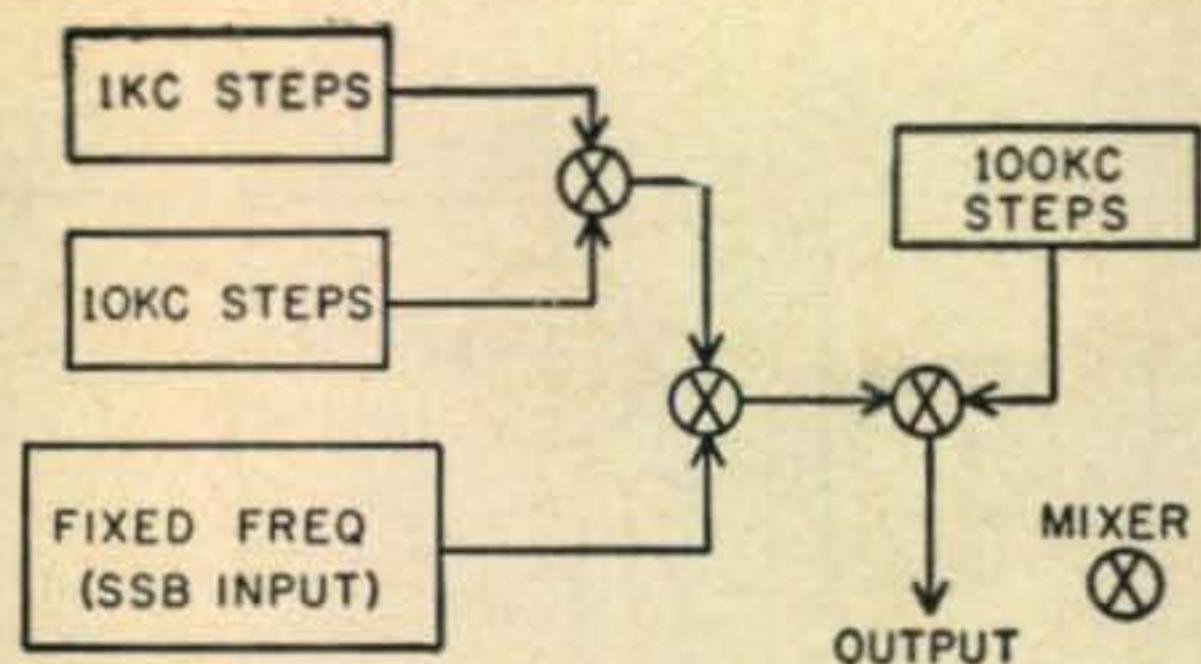 1KC STEPS
10KC STEPS
FIXED FREQ
(SSB INPUT)
100KC
STEPS
MIXER
OUTPUT